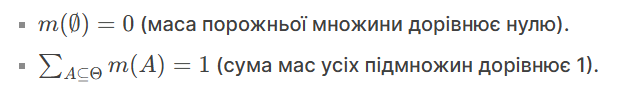 ▪ m(∅) = 0 (маса порожньої множини дорівнює нулю).
▪ ∑_{A⊆Θ} m(A) = 1 (сума мас усіх підмножин дорівнює 1).